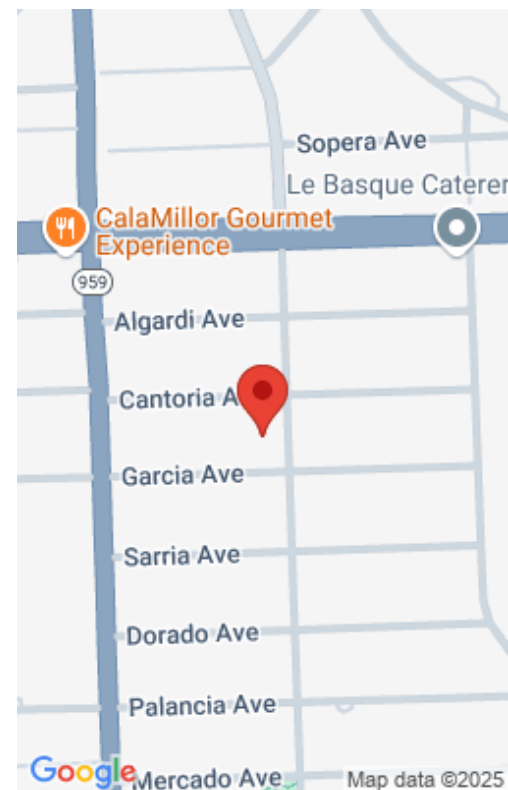 Sopera Ave
Le Basque Caterer
CalaMillor Gourmet
Experience
959
Algardi Ave
Cantoria A
Garcia Ave
Sarria Ave
Dorado Ave
Palancia Ave
Mercado Ave
Google
Map data ©2025